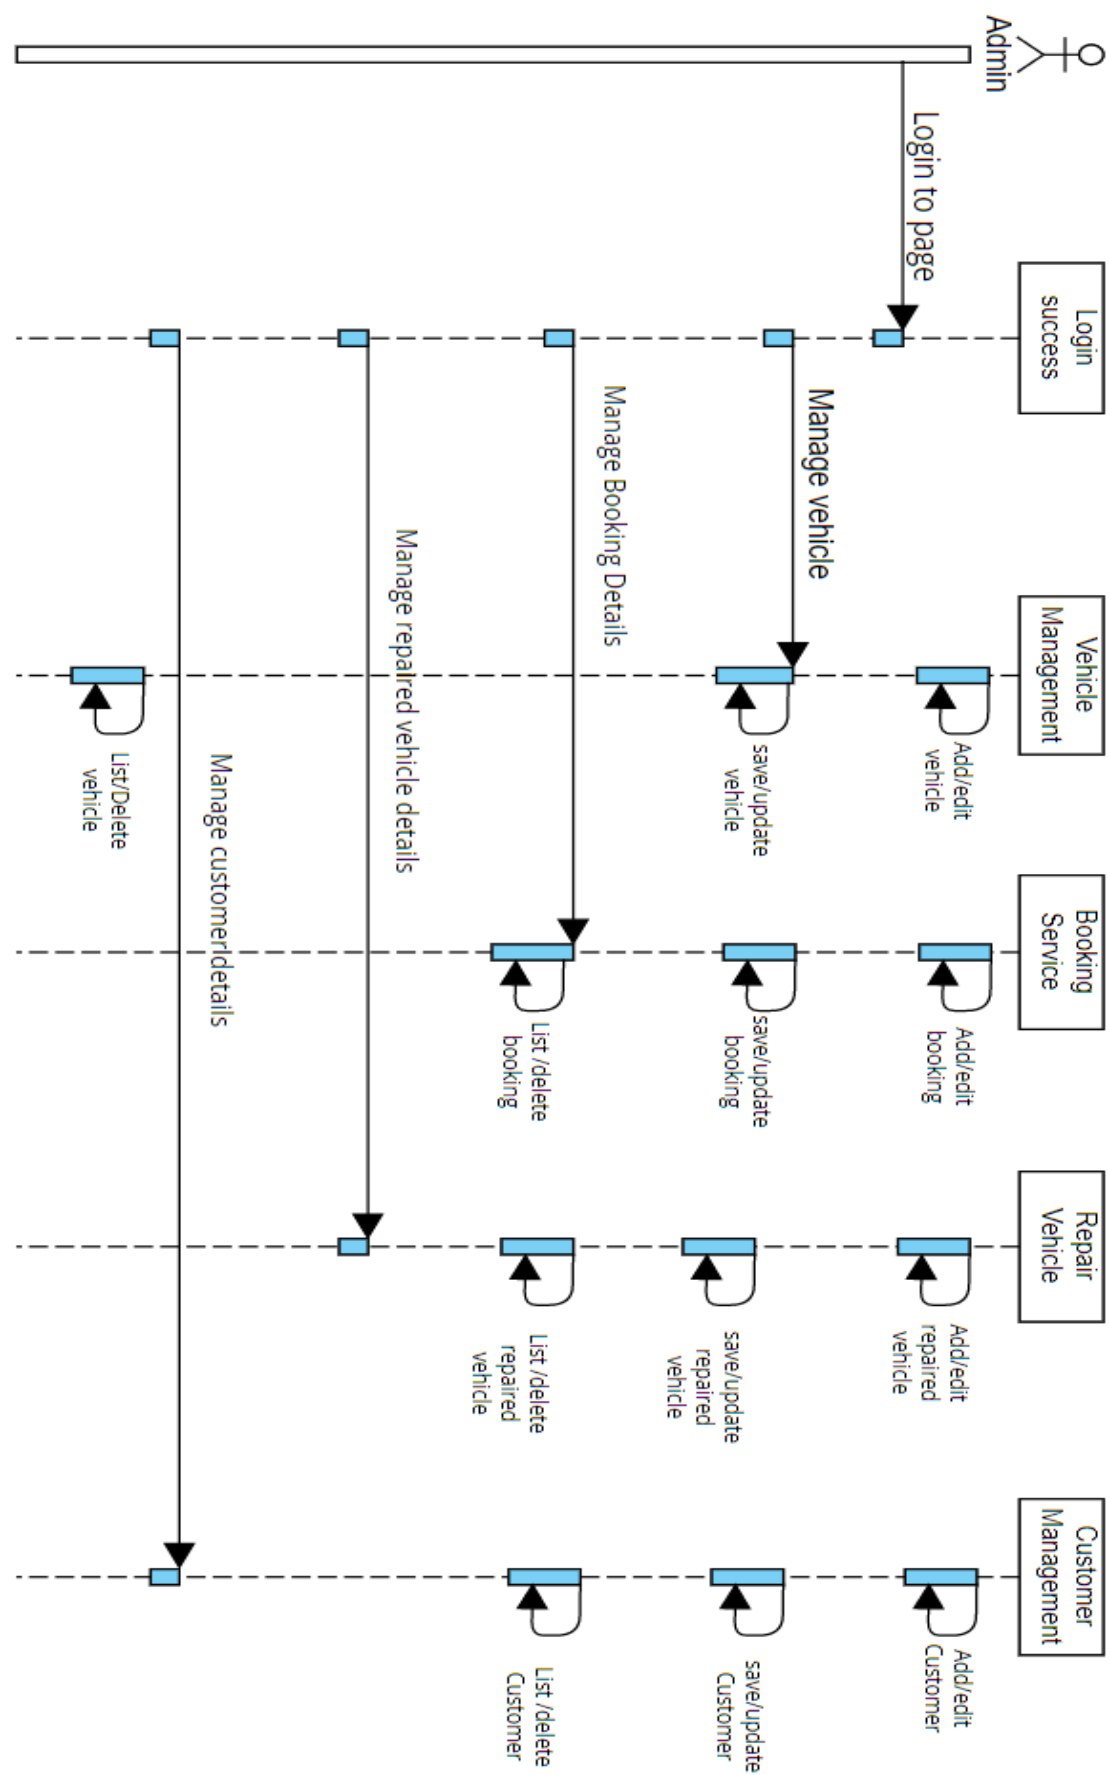 Admin
Login
success
Vehicle
Management
Booking
Service
Repair
Vehicle
Customer
Management
Login to page
Add/edit
vehicle
Add/edit
booking
Add/edit
repaired
vehicle
Add/edit
Customer
Manage vehicle
save/update
vehicle
save/update
booking
save/update
repaired
vehicle
save/update
Customer
Manage Booking Details
List /delete
booking
List /delete
repaired
vehicle
List /delete
Customer
Manage repaired vehicle details
Manage customer details
List/Delete
vehicle